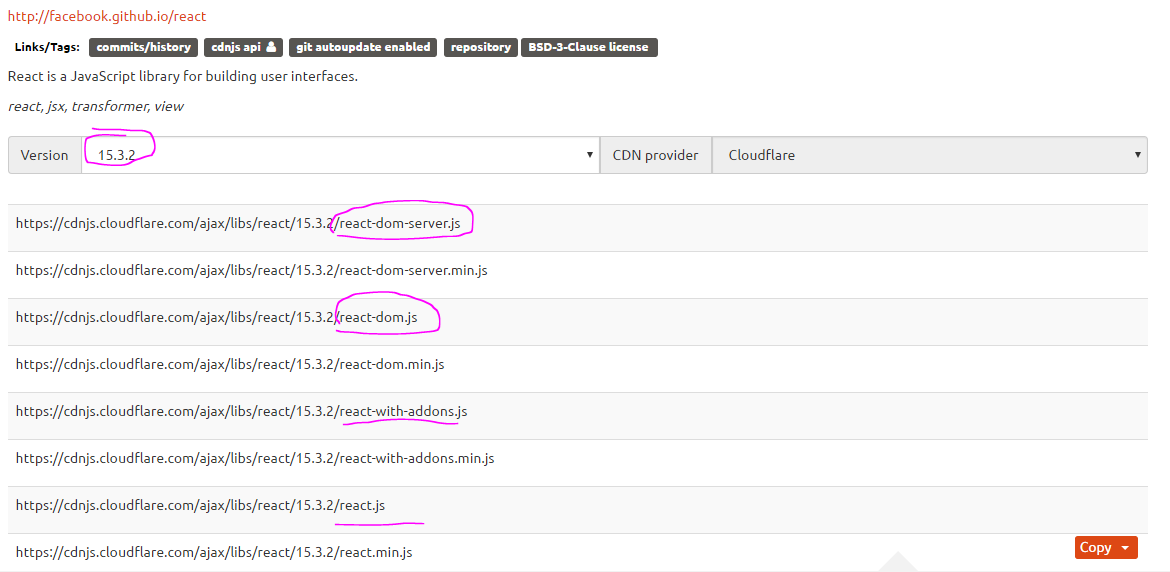 http://facebook.github.io/react
Links/Tags: commits/history cdnjs api git autoupdate enabled repository BSD-3-Clause license
React is a JavaScript library for building user interfaces.
react, jsx, transformer, view
Version 15.3.2 CDN provider Cloudflare
https://cdnjs.cloudflare.com/ajax/libs/react/15.3.2/react-dom-server.js
https://cdnjs.cloudflare.com/ajax/libs/react/15.3.2/react-dom-server.min.js
https://cdnjs.cloudflare.com/ajax/libs/react/15.3.2/react-dom.js
https://cdnjs.cloudflare.com/ajax/libs/react/15.3.2/react-dom.min.js
https://cdnjs.cloudflare.com/ajax/libs/react/15.3.2/react-with-addons.js
https://cdnjs.cloudflare.com/ajax/libs/react/15.3.2/react-with-addons.min.js
https://cdnjs.cloudflare.com/ajax/libs/react/15.3.2/react.js
https://cdnjs.cloudflare.com/ajax/libs/react/15.3.2/react.min.js Copy